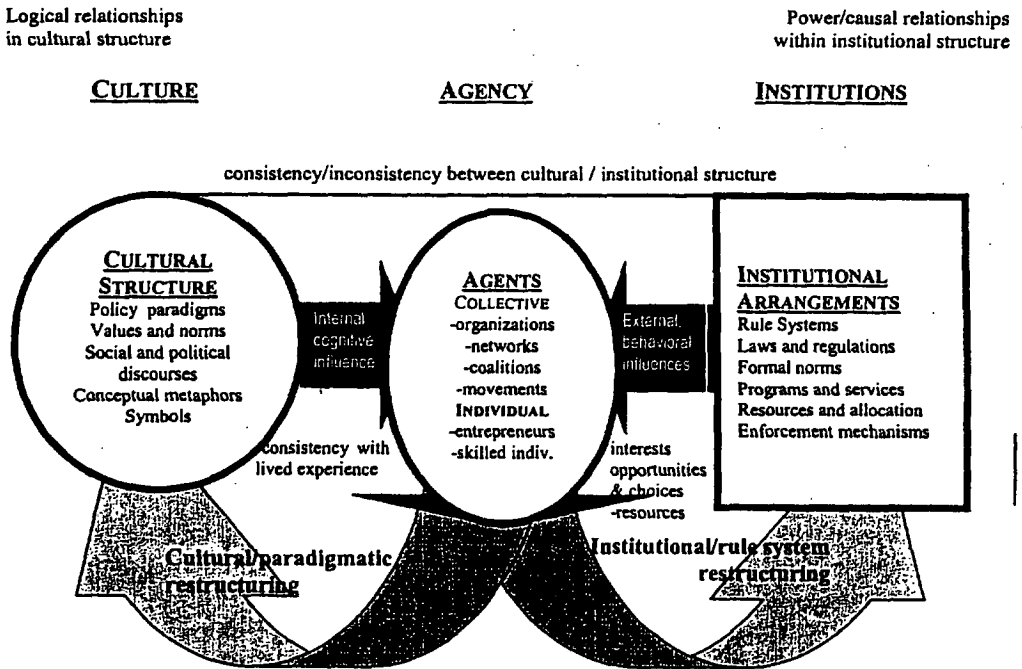 Logical relationships
in cultural structure
Power/causal relationships
within institutional structure
CULTURE
AGENCY
INSTITUTIONS
consistency/inconsistency between cultural / institutional structure
CULTURAL
STRUCTURE
Policy paradigms
Values and norms
Social and political
discourses
Conceptual metaphors
Symbols
Internal
cognitive
influence
AGENTS
COLLECTIVE
-organizations
-networks
-coalitions
-movements
INDIVIDUAL
-entrepreneurs
-skilled indiv.
External,
behavioral
influences
INSTITUTIONAL
ARRANGEMENTS
Rule Systems
Laws and regulations
Formal norms
Programs and services
Resources and allocation
Enforcement mechanisms
consistency with
lived experience
interests
opportunities
& choices
-resources
Cultural/paradigmatic
restructuring
Institutional/rule system
restructuring